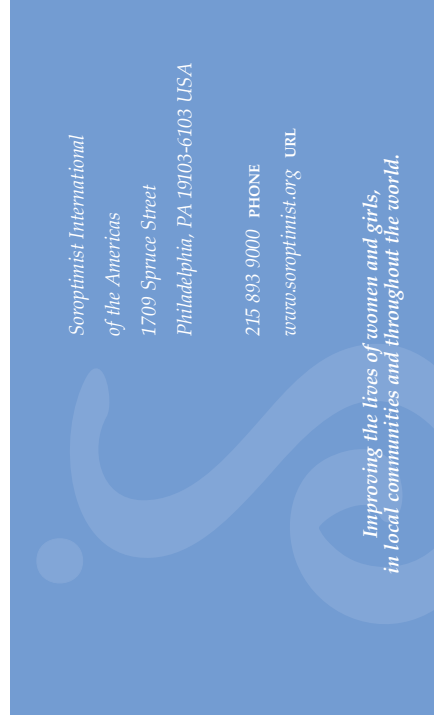 Soroptimist International
of the Americas
1709 Spruce Street
Philadelphia, PA 19103-6103 USA
215 893 9000 PHONE
www.soroptimist.org URL
Improving the lives of women and girls,
in local communities and throughout the world.